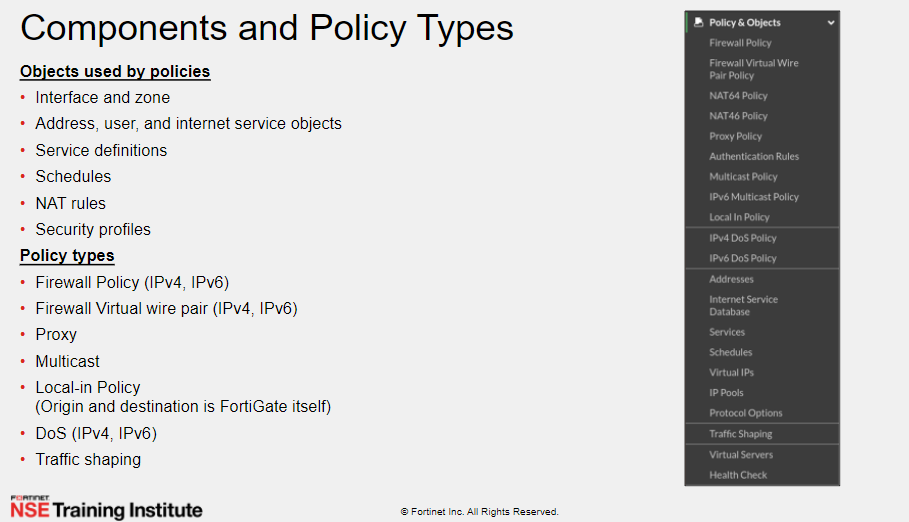 Components and Policy Types
Objects used by policies
• Interface and zone
• Address, user, and internet service objects
• Service definitions
• Schedules
• NAT rules
• Security profiles
Policy types
• Firewall Policy (IPv4, IPv6)
• Firewall Virtual wire pair (IPv4, IPv6)
• Proxy
• Multicast
• Local-in Policy
(Origin and destination is FortiGate itself)
• DoS (IPv4, IPv6)
• Traffic shaping
Policy & Objects
Firewall Policy
Firewall Virtual Wire
Pair Policy
NAT64 Policy
NAT46 Policy
Proxy Policy
Authentication Rules
Multicast Policy
IPv6 Multicast Policy
Local In Policy
IPv4 DoS Policy
IPv6 DoS Policy
Addresses
Internet Service
Database
Services
Schedules
Virtual IPs
IP Pools
Protocol Options
Traffic Shaping
Virtual Servers
Health Check
FORTINET
NSE Training Institute
© Fortinet Inc. All Rights Reserved.